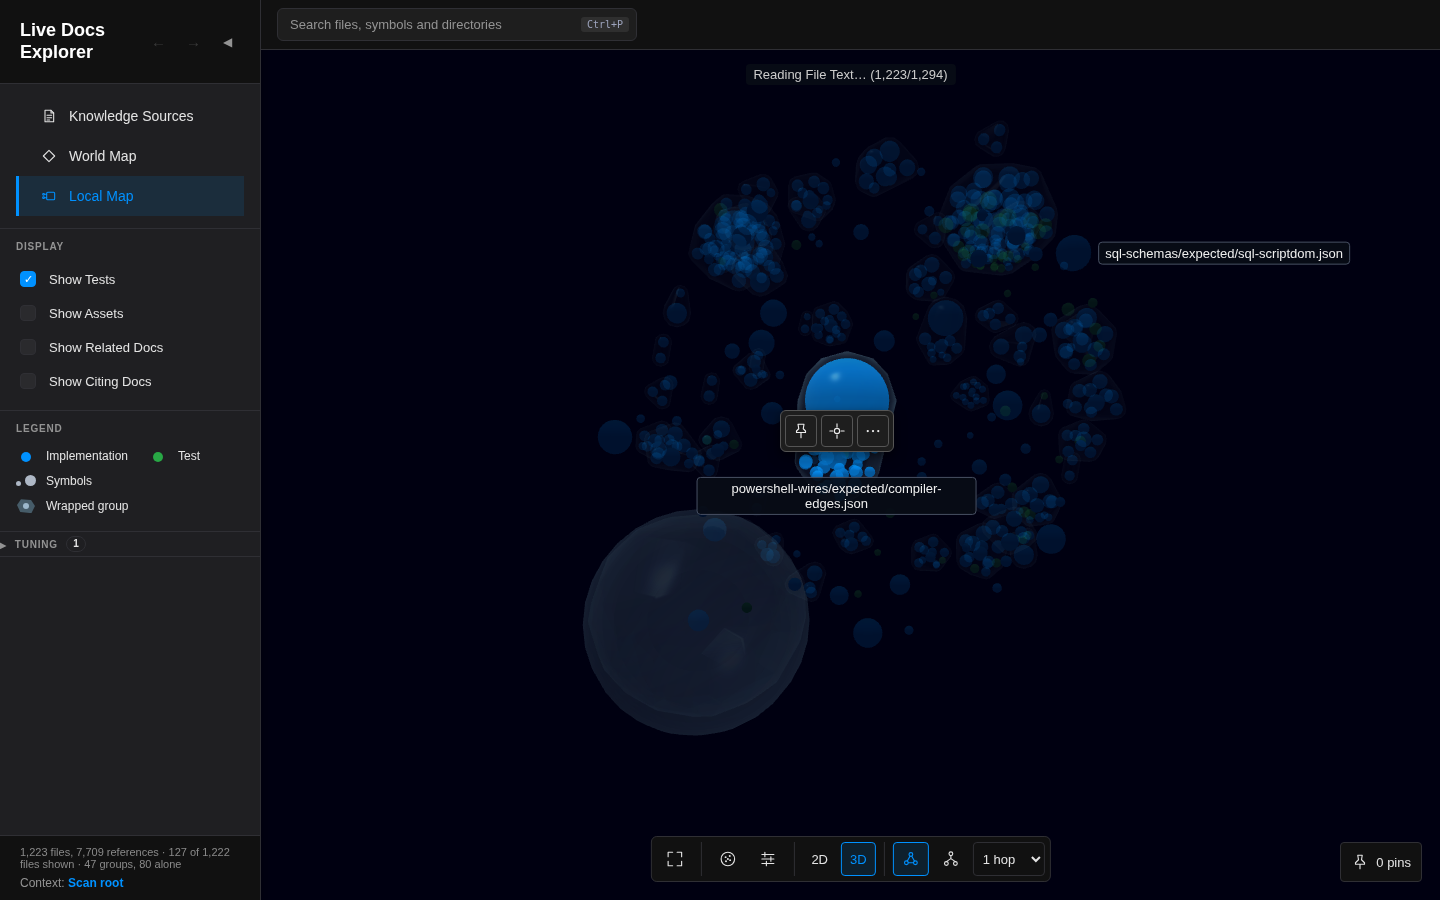 Live Docs
Explorer
Search files, symbols and directories
Ctrl+P
Knowledge Sources
World Map
Local Map
DISPLAY
Show Tests
Show Assets
Show Related Docs
Show Citing Docs
LEGEND
Implementation
Test
Symbols
Wrapped group
TUNING 1
1,223 files, 7,709 references · 127 of 1,222
files shown · 47 groups, 80 alone
Context: Scan root
Reading File Text… (1,223/1,294)
sql-schemas/expected/sql-scriptdom.json
powershell-wires/expected/compiler-
edges.json
2D
3D
1 hop
0 pins